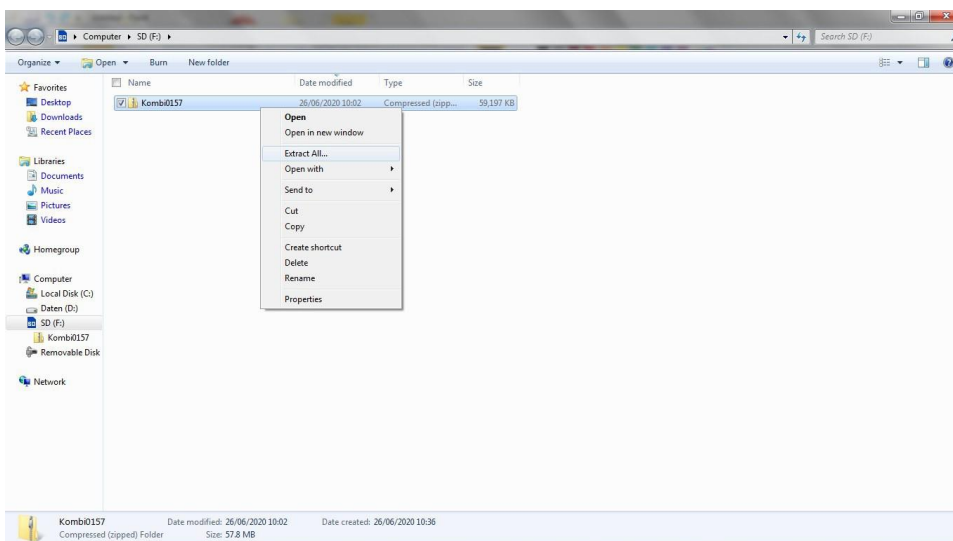 Computer ▸ SD (F:) ▸
Search SD (F:)
Organize ▾ Open ▾ Burn New folder
Name Date modified Type Size
Kombi0157 26/06/2020 10:02 Compressed (zipp... 59,197 KB
Favorites
Desktop
Downloads
Recent Places
Libraries
Documents
Music
Pictures
Videos
Homegroup
Computer
Local Disk (C:)
Daten (D:)
SD (F:)
Kombi0157
Removable Disk
Network
Open
Open in new window
Extract All...
Open with
Send to
Cut
Copy
Create shortcut
Delete
Rename
Properties
Kombi0157 Date modified: 26/06/2020 10:02 Date created: 26/06/2020 10:36
Compressed (zipped) Folder Size: 57.8 MB